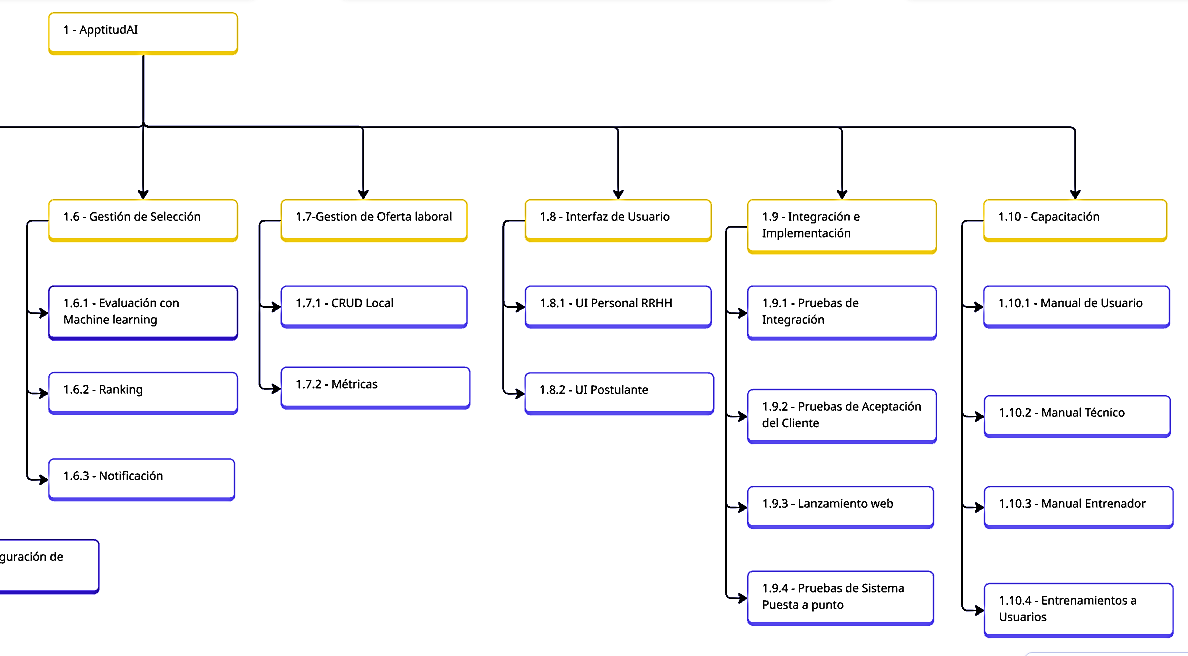 1 - ApptitudAI
1.6 - Gestión de Selección
1.6.1 - Evaluación con
Machine learning
1.6.2 - Ranking
1.6.3 - Notificación
guración de
1.7-Gestion de Oferta laboral
1.7.1 - CRUD Local
1.7.2 - Métricas
1.8 - Interfaz de Usuario
1.8.1 - UI Personal RRHH
1.8.2 - UI Postulante
1.9 - Integración e
Implementación
1.9.1 - Pruebas de
Integración
1.9.2 - Pruebas de Aceptación
del Cliente
1.9.3 - Lanzamiento web
1.9.4 - Pruebas de Sistema
Puesta a punto
1.10 - Capacitación
1.10.1 - Manual de Usuario
1.10.2 - Manual Técnico
1.10.3 - Manual Entrenador
1.10.4 - Entrenamientos a
Usuarios